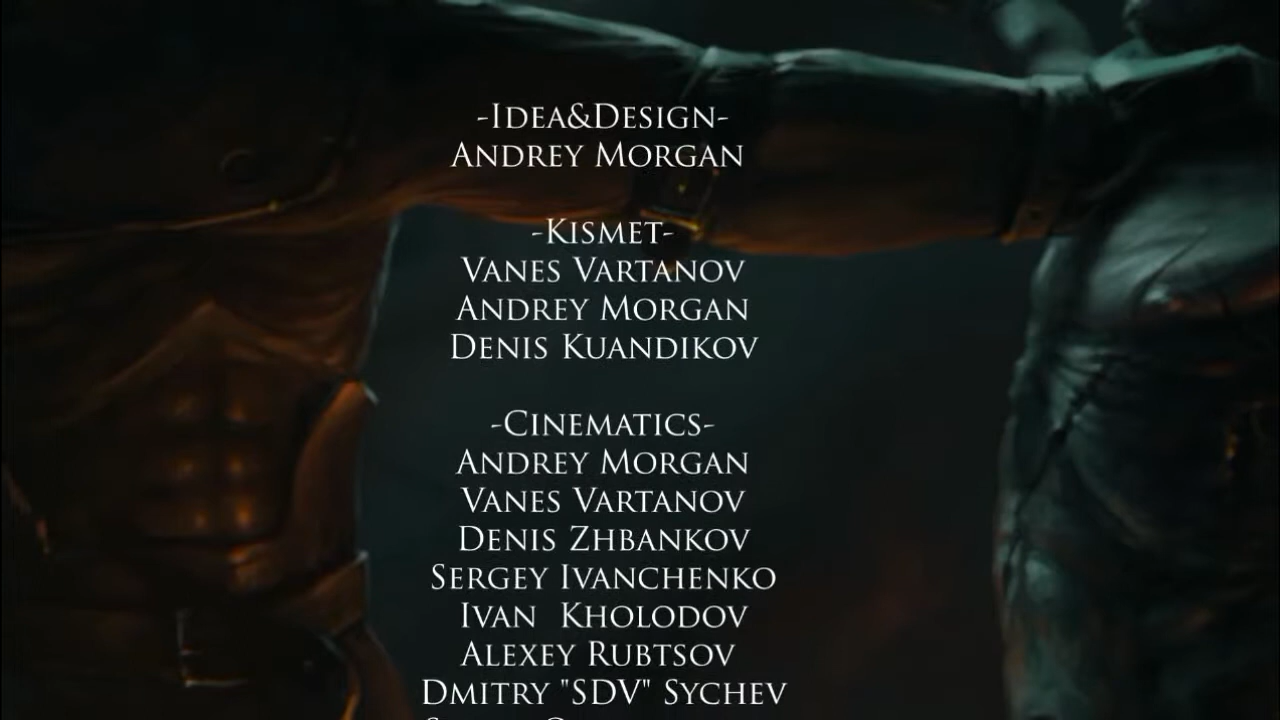 -Idea&Design-
Andrey Morgan
-Kismet-
Vanes Vartanov
Andrey Morgan
Denis Kuandikov
-Cinematics-
Andrey Morgan
Vanes Vartanov
Denis Zhbankov
Sergey Ivanchenko
Ivan Kholodov
Alexey Rubtsov
Dmitry "SDV" Sychev